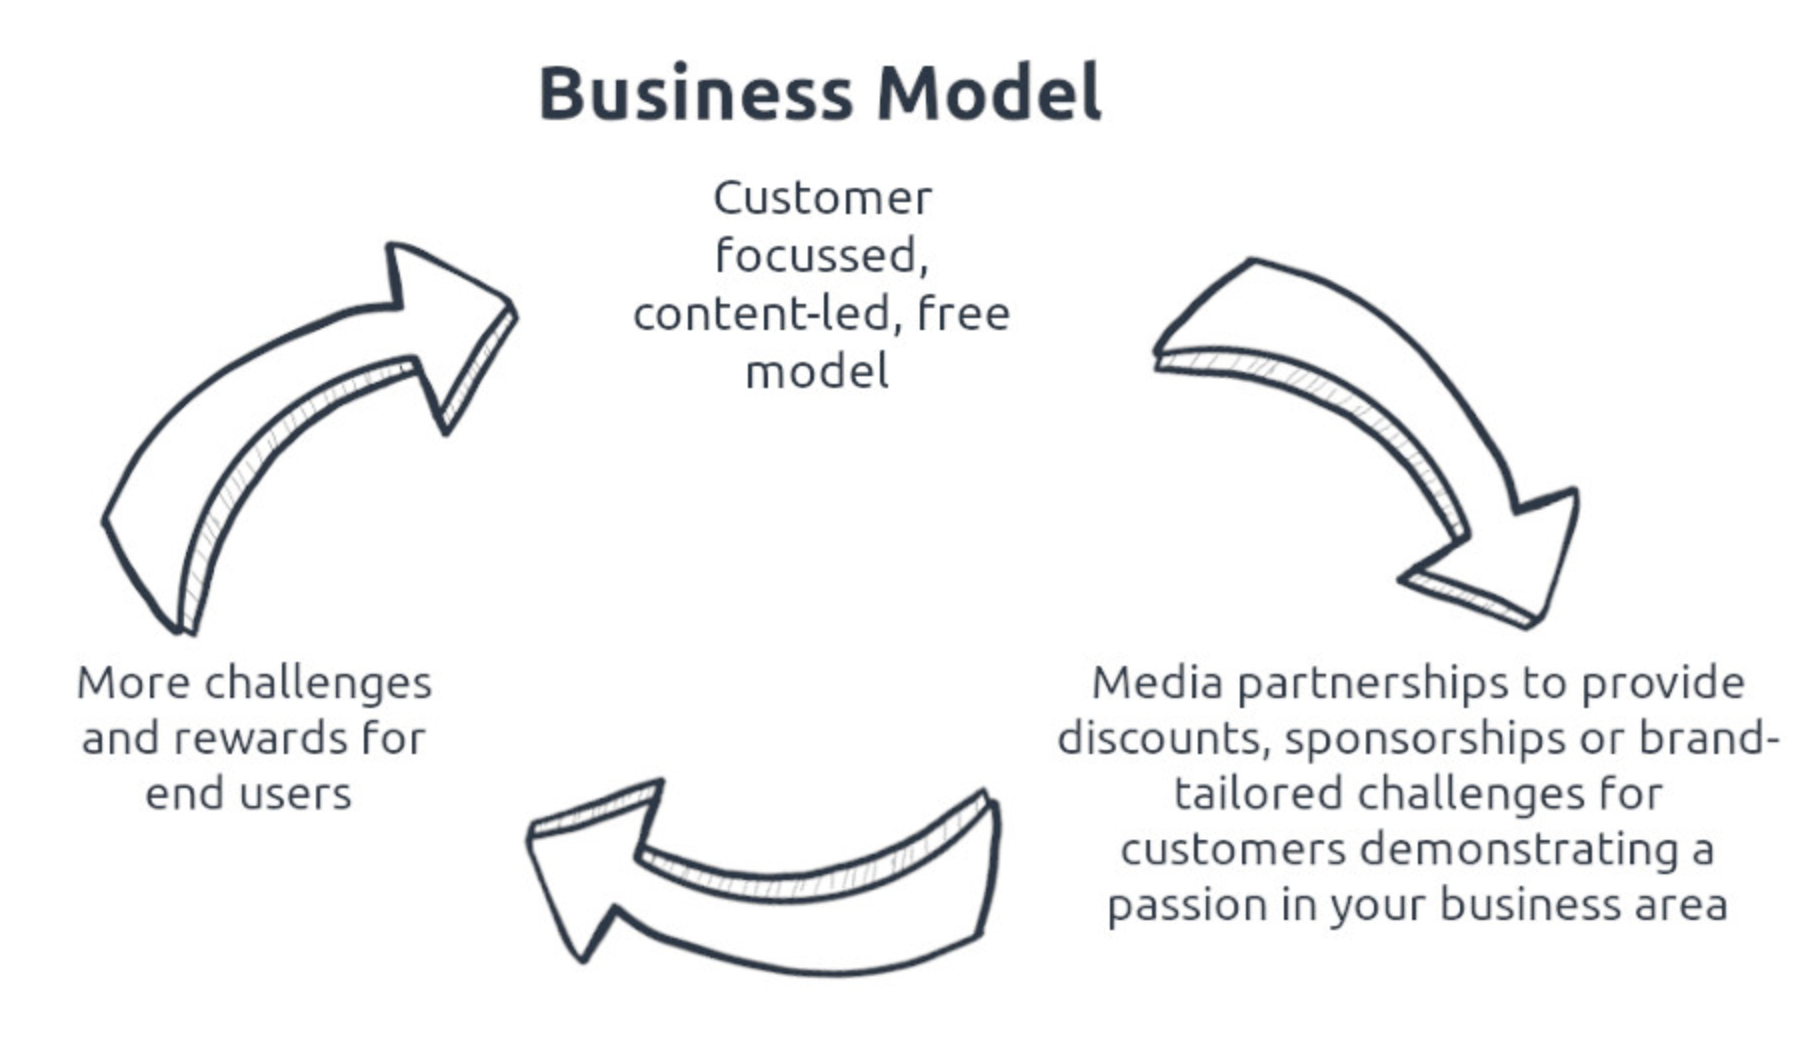 Business Model
Customer
focussed,
content-led, free
model
More challenges
and rewards for
end users
Media partnerships to provide
discounts, sponsorships or brand-
tailored challenges for
customers demonstrating a
passion in your business area